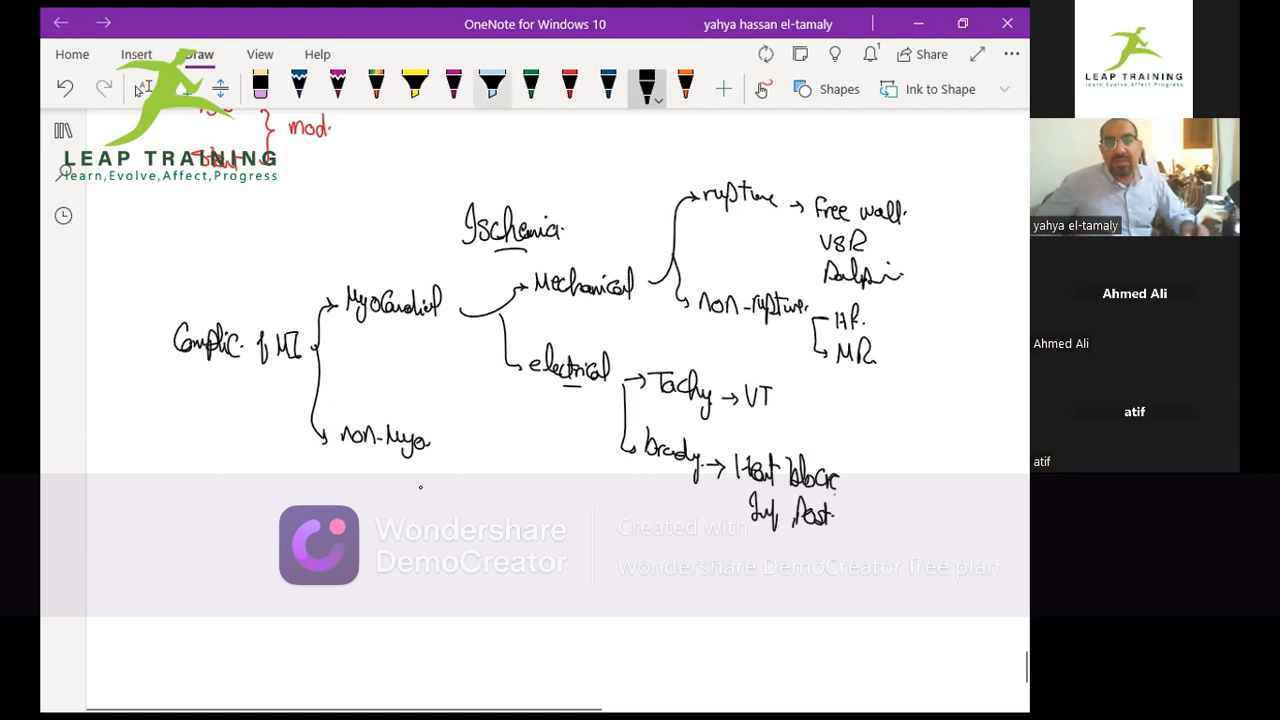 OneNote for Windows 10
yahya hassan el-tamaly
Home
Insert
Draw
View
Help
Share
Shapes
Ink to Shape
mod.
LEAP TRAINING
learn,Evolve,Affect,Progress
Ischemia.
rupture → free wall.
VSR
Mechanical
non-rupture.
HF.
MR
Complic. of MI
Myocardial
electrical
Tachy → VT
brady. → Heart block
Inf, Post.
non-Myo
Wondershare
DemoCreator
Created with
Wondershare DemoCreator free plan
LEAP TRAINING
Learn,Evolve,Affect,Progress
yahya el-tamaly
Ahmed Ali
Ahmed Ali
atif
atif